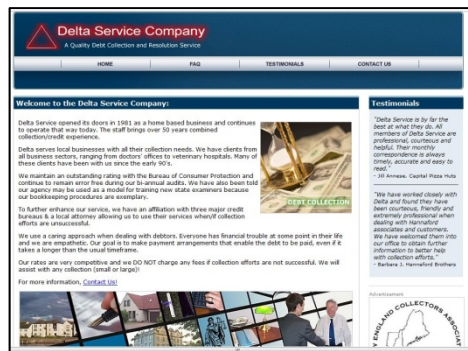 Delta Service Company
A Quality Debt Collection and Resolution Service
HOME
FAQ
TESTIMONIALS
CONTACT US
Welcome to the Delta Service Company:
Delta Service opened its doors in 1981 as a home based business and continues
to operate that way today. The staff brings over 50 years combined
collection/credit experience.
Delta serves local businesses with all their collection needs. We have clients from
all business sectors, ranging from doctors' offices to veterinary hospitals. Many of
these clients have been with us since the early 90's.
We maintain an outstanding rating with the Bureau of Consumer Protection and
continue to remain error free during our bi-annual audits. We have also been told
our agency may be used as a model for training new state examiners because
our bookkeeping procedures are exemplary.
DEBT COLLECTION
To further enhance our service, we have an affiliation with three major credit
bureaus & a local attorney allowing us to use their services when/if collection
efforts are unsuccessful.
We use a caring approach when dealing with debtors. Everyone has financial trouble at some point in their life
and we are empathetic. Our goal is to make payment arrangements that enable the debt to be paid, even if it
takes a longer than the usual timeframe.
Our rates are very competitive and we DO NOT charge any fees if collection efforts are not successful. We will
assist with any collection (small or large)!
For more information, Contact Us!
Testimonials
"Delta Service is by far the
best at what they do. All
members of Delta Service are
professional, courteous and
helpful. Their monthly
correspondence is always
timely, accurate and easy to
read."
- Jill Annese, Capital Pizza Huts
"We have worked closely with
Delta and found they have
been courteous, friendly and
extremely professional when
dealing with Hannaford
associates and customers.
We have welcomed them into
our office to obtain further
information to better help
with collection efforts."
- Barbara J. Hannaford Brothers
Advertisement
ENGLAND COLLECTORS